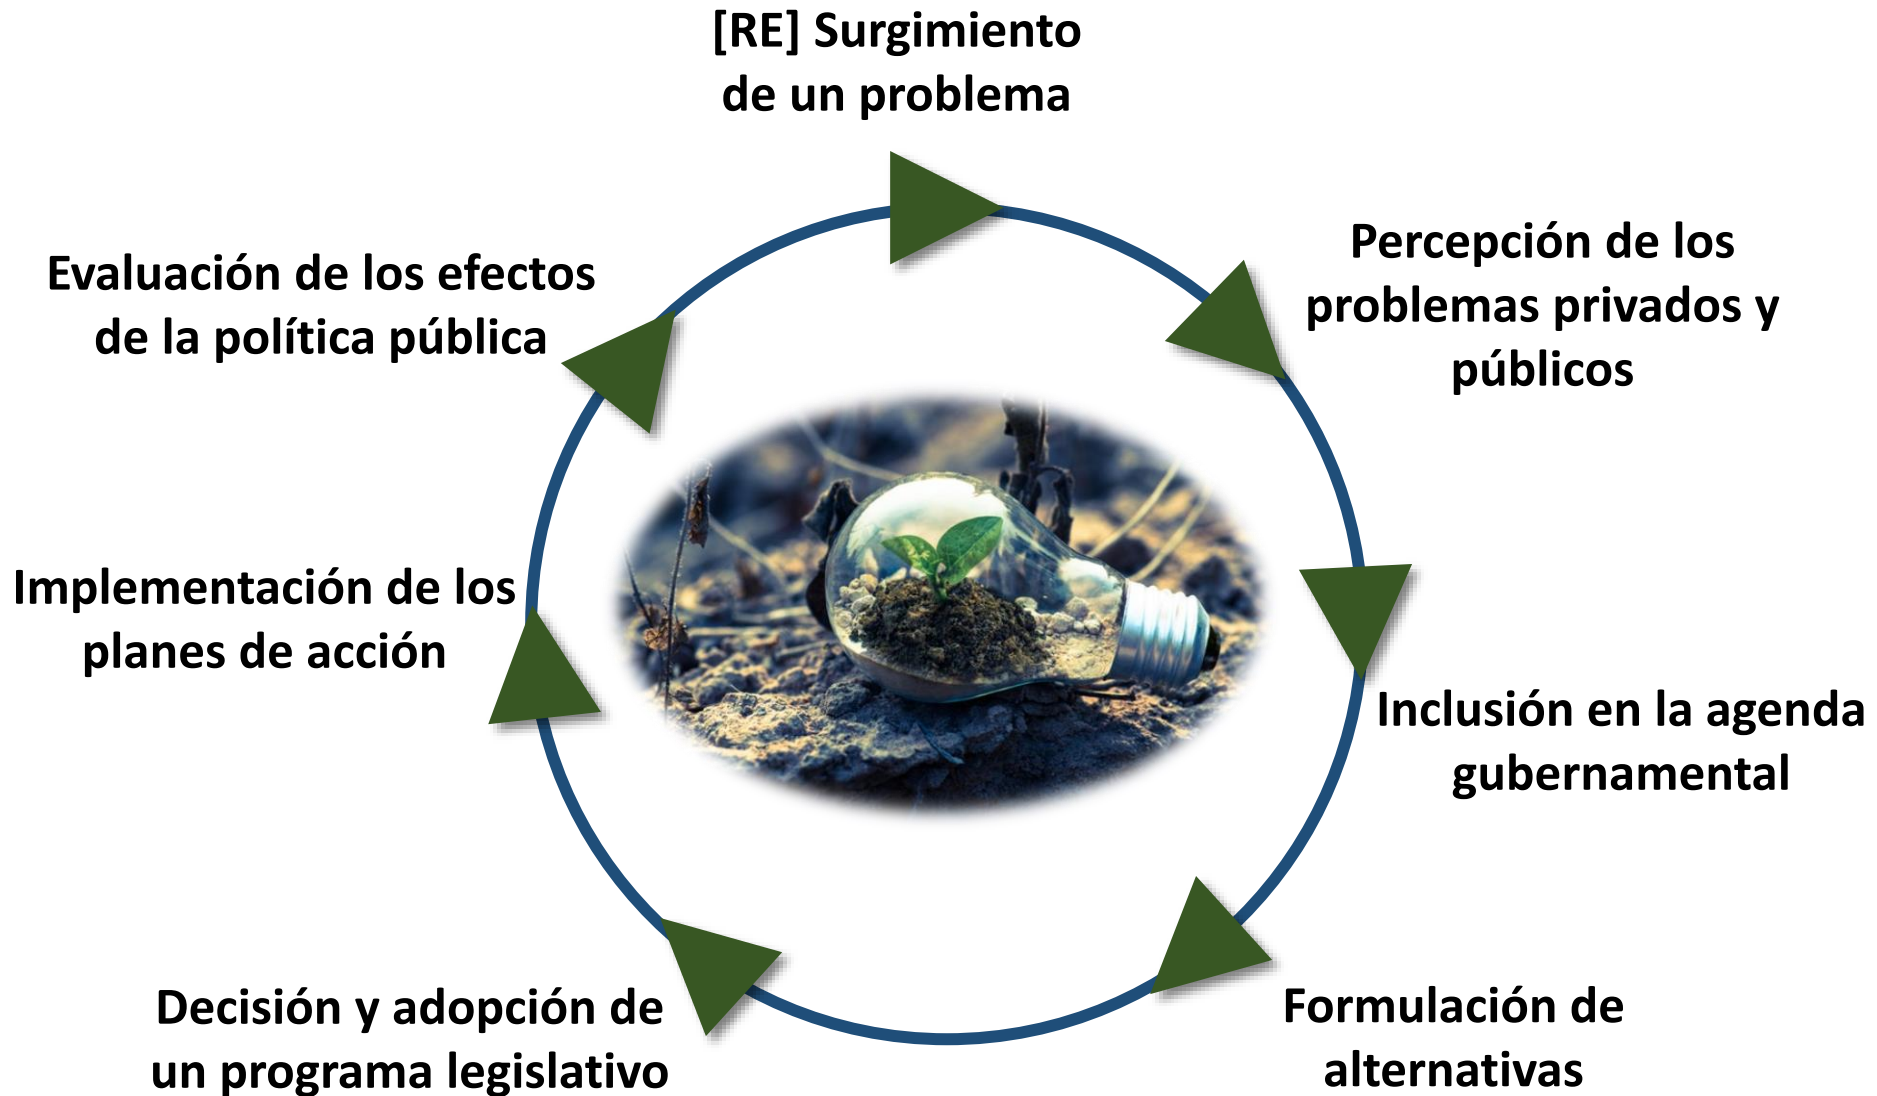 [RE] Surgimiento
de un problema
Percepción de los
problemas privados y
públicos
Inclusión en la agenda
gubernamental
Formulación de
alternativas
Decisión y adopción de
un programa legislativo
Implementación de los
planes de acción
Evaluación de los efectos
de la política pública